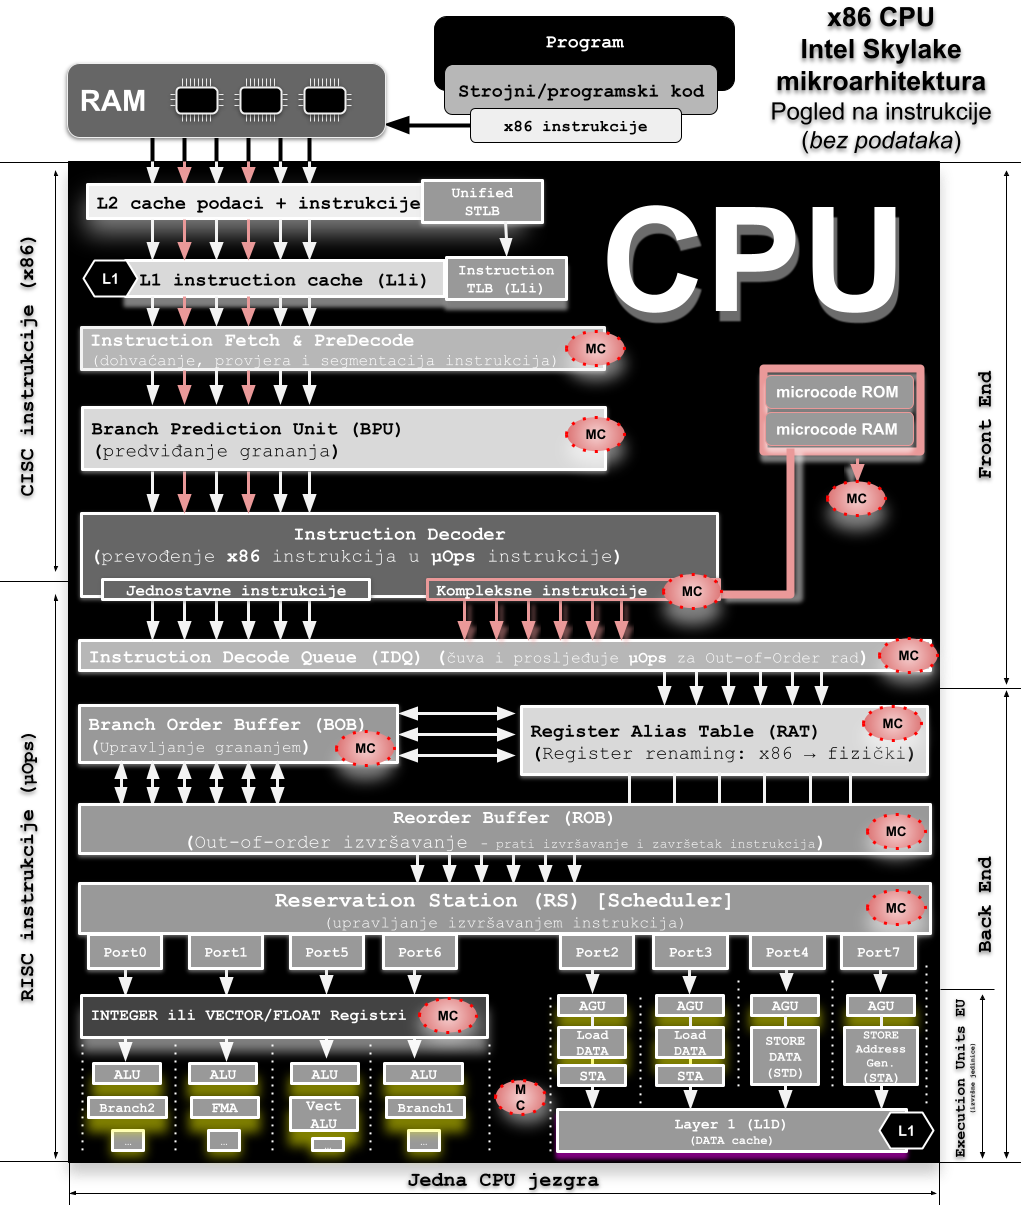 x86 CPU
Intel Skylake
mikroarhitektura
Pogled na instrukcije
(bez podataka)
Program
Strojni/programski kod
x86 instrukcije
RAM
CPU
L2 cache podaci + instrukcije
Unified
STLB
L1
L1 instruction cache (L1i)
Instruction
TLB (L1i)
Instruction Fetch & PreDecode
(dohvaćanje, provjera i segmentacija instrukcija)
MC
Branch Prediction Unit (BPU)
(predviđanje grananja)
MC
microcode ROM
microcode RAM
MC
Instruction Decoder
(prevođenje x86 instrukcija u µOps instrukcije)
Jednostavne instrukcije
Kompleksne instrukcije
MC
Instruction Decode Queue (IDQ) (čuva i prosljeđuje µOps za Out-of-Order rad)
MC
Branch Order Buffer (BOB)
(Upravljanje grananjem)
MC
Register Alias Table (RAT)
(Register renaming: x86 → fizički)
MC
Reorder Buffer (ROB)
(Out-of-order izvršavanje - prati izvršavanje i završetak instrukcija)
MC
Reservation Station (RS) [Scheduler]
(upravljanje izvršavanjem instrukcija)
MC
Port0
Port1
Port5
Port6
Port2
Port3
Port4
Port7
INTEGER ili VECTOR/FLOAT Registri
MC
ALU
Branch2
...
ALU
FMA
...
ALU
Vect
ALU
...
ALU
Branch1
...
M
C
AGU
Load
DATA
STA
AGU
Load
DATA
STA
AGU
STORE
DATA
(STD)
AGU
STORE
Address
Gen.
(STA)
Layer 1 (L1D)
(DATA cache)
L1
CISC instrukcije (x86)
RISC instrukcije (µOps)
Front End
Back End
Execution Units EU
(izvršne jedinice)
Jedna CPU jezgra